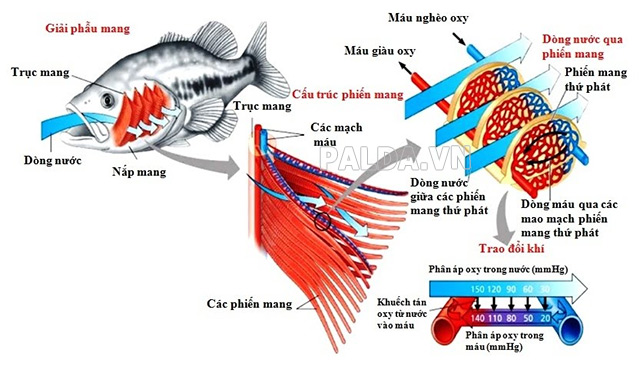 Giải phẫu mang
Trục mang
Dòng nước
Nắp mang
Trục mang
Cấu trúc phiến mang
Các mạch
máu
Các phiến mang
Máu nghèo oxy
Máu giàu oxy
Dòng nước qua
phiến mang
Phiến mang
thứ phát
Dòng nước
giữa các phiến
mang thứ phát
Dòng máu qua các
mao mạch phiến
mang thứ phát
PALDA.VN
Trao đổi khí
Phân áp oxy trong nước (mmHg)
150 120 90 60 30
Khuếch tán
oxy từ nước
vào máu
140 110 80 50 20
Phân áp oxy trong
máu (mmHg)